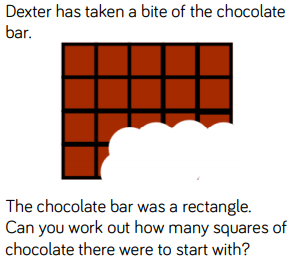 Dexter has taken a bite of the chocolate
bar.
The chocolate bar was a rectangle.
Can you work out how many squares of
chocolate there were to start with?